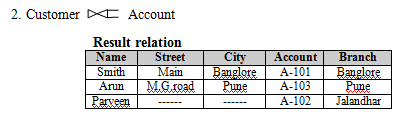 2. Customer ⟖ Account
Result relation
Name Street City Account Branch
Smith Main Banglore A-101 Banglore
Arun M.G.road Pune A-103 Pune
Parveen ------ ------ A-102 Jalandhar